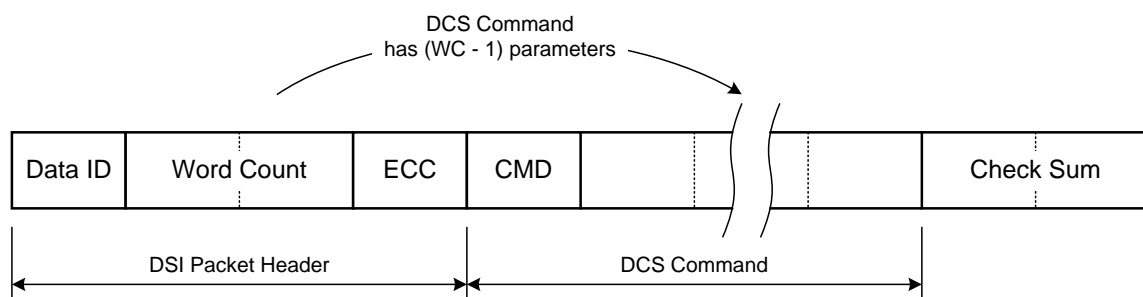 DCS Command
has (WC - 1) parameters
Data ID
Word Count
ECC
CMD
Check Sum
DSI Packet Header
DCS Command